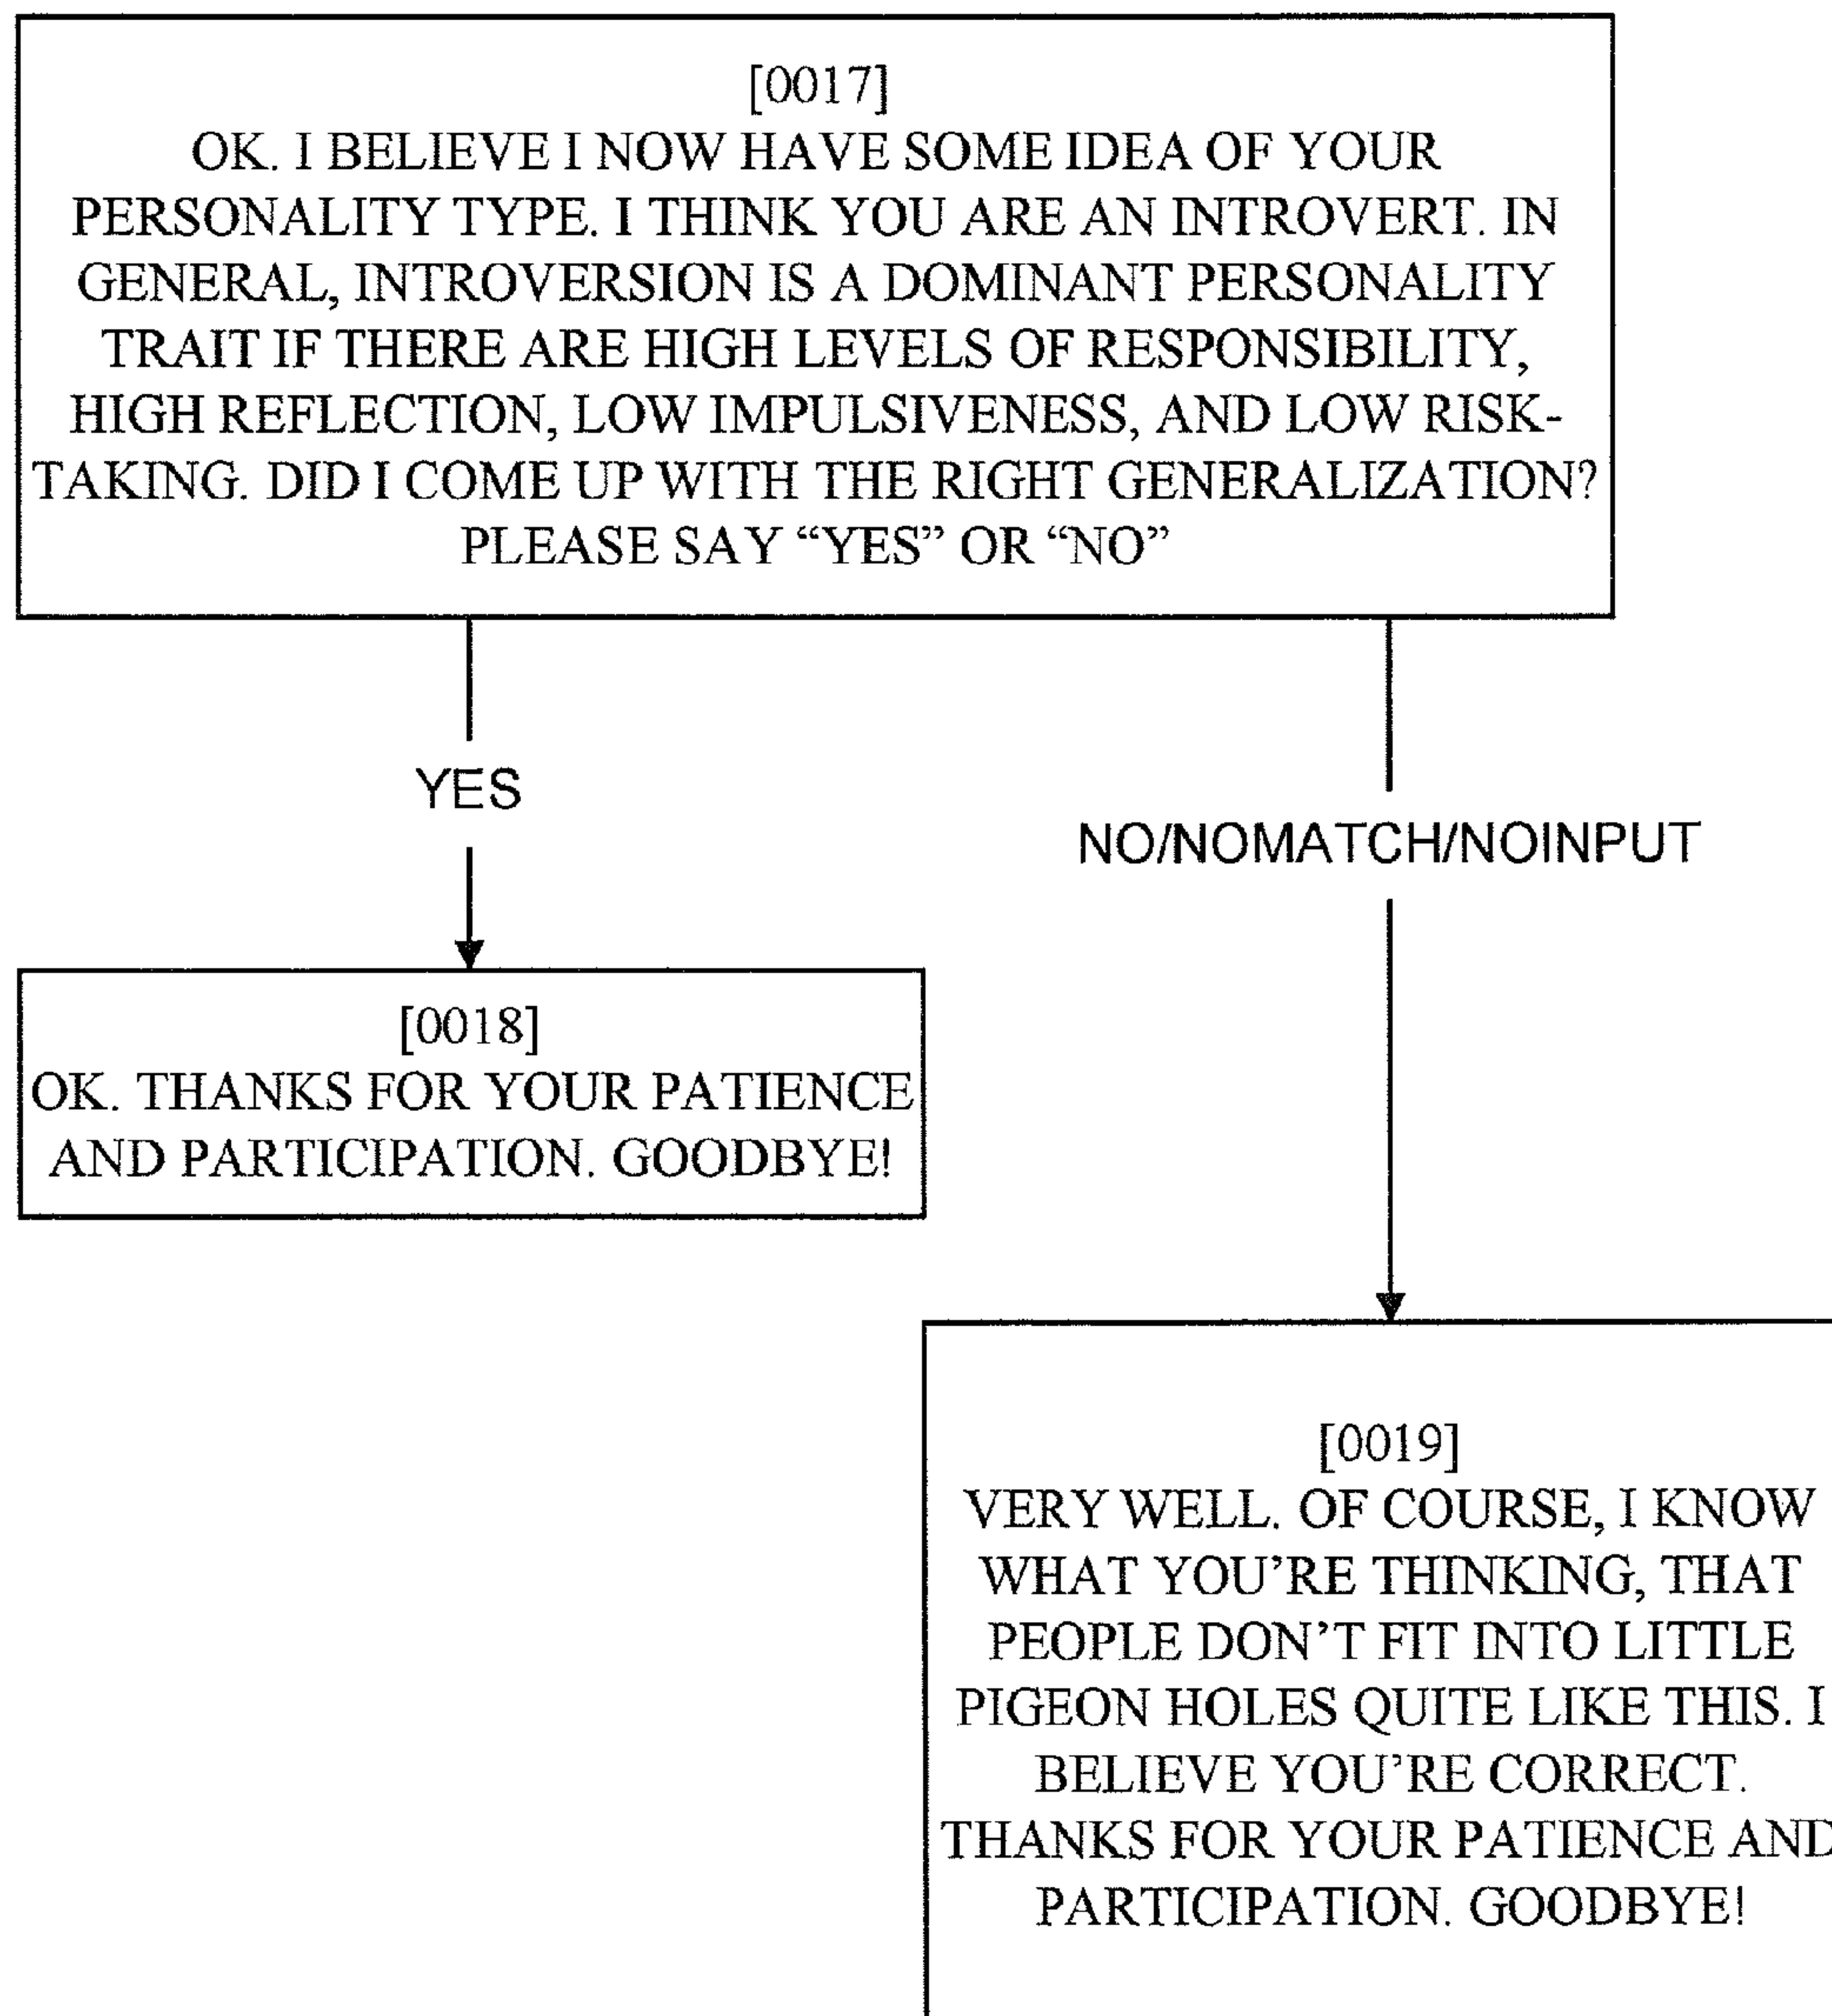 [0017]
OK. I BELIEVE I NOW HAVE SOME IDEA OF YOUR
PERSONALITY TYPE. I THINK YOU ARE AN INTROVERT. IN
GENERAL, INTROVERSION IS A DOMINANT PERSONALITY
TRAIT IF THERE ARE HIGH LEVELS OF RESPONSIBILITY,
HIGH REFLECTION, LOW IMPULSIVENESS, AND LOW RISK-
TAKING. DID I COME UP WITH THE RIGHT GENERALIZATION?
PLEASE SAY “YES” OR “NO”
YES
NO/NOMATCH/NOINPUT
[0018]
OK. THANKS FOR YOUR PATIENCE
AND PARTICIPATION. GOODBYE!
[0019]
VERY WELL. OF COURSE, I KNOW
WHAT YOU’RE THINKING, THAT
PEOPLE DON’T FIT INTO LITTLE
PIGEON HOLES QUITE LIKE THIS. I
BELIEVE YOU’RE CORRECT.
THANKS FOR YOUR PATIENCE AND
PARTICIPATION. GOODBYE!